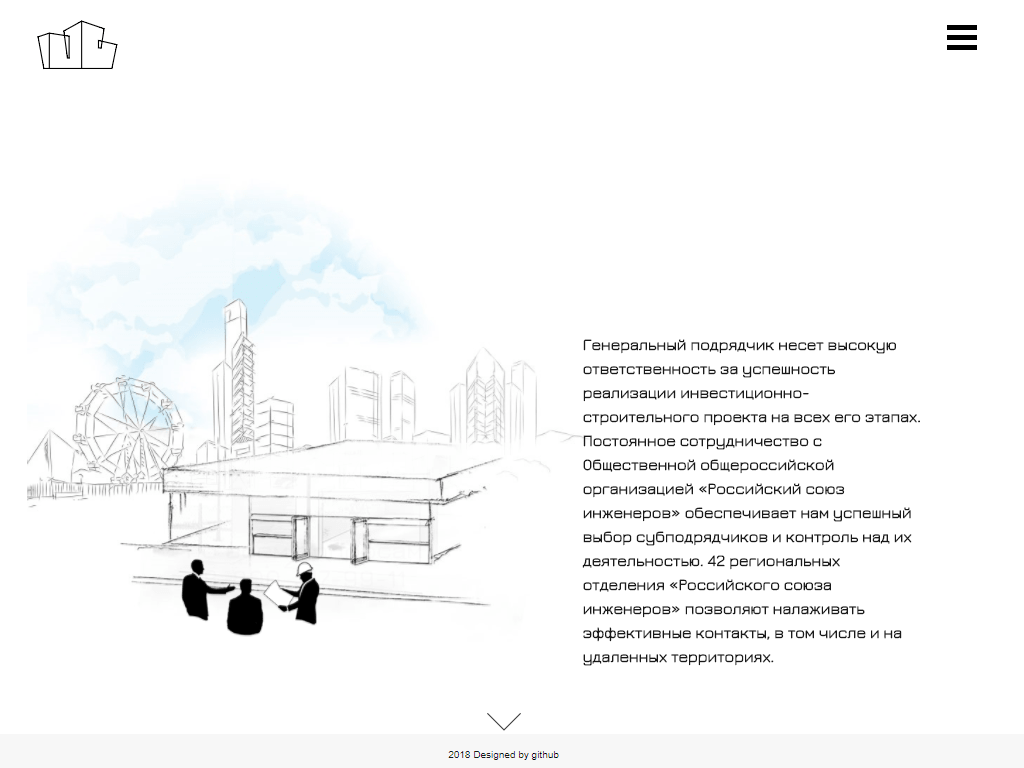 Генеральный подрядчик несет высокую
ответственность за успешность
реализации инвестиционно-
строительного проекта на всех его этапах.
Постоянное сотрудничество с
Общественной общероссийской
организацией «Российский союз
инженеров» обеспечивает нам успешный
выбор субподрядчиков и контроль над их
деятельностью. 42 региональных
отделения «Российского союза
инженеров» позволяют налаживать
эффективные контакты, в том числе и на
удаленных территориях.
2018 Designed by github